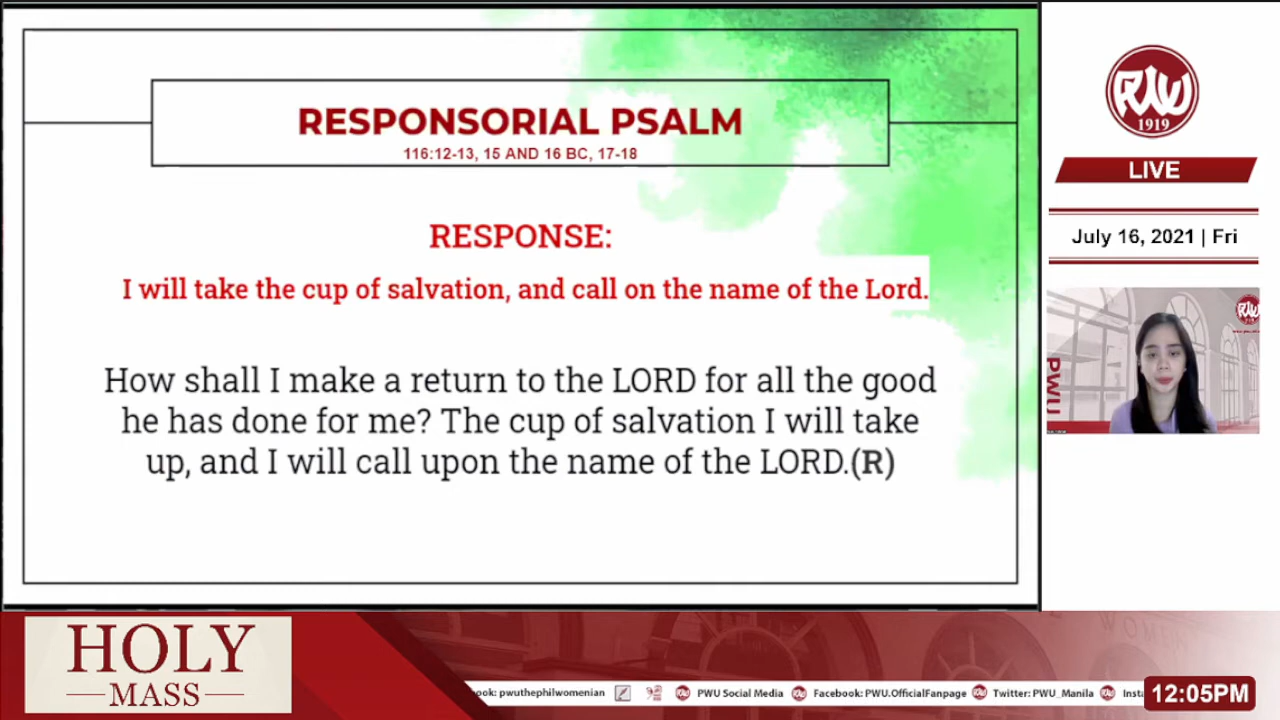 RESPONSORIAL PSALM
116:12-13, 15 AND 16 BC, 17-18
RESPONSE:
I will take the cup of salvation, and call on the name of the Lord.
How shall I make a return to the LORD for all the good
he has done for me? The cup of salvation I will take
up, and I will call upon the name of the LORD.(R)
PWU
1919
LIVE
July 16, 2021 | Fri
PWU
HOLY
MASS
ook: pwuthephilwomenian PWU Social Media Facebook: PWU.OfficialFanpage Twitter: PWU_Manila Insta
12:05PM